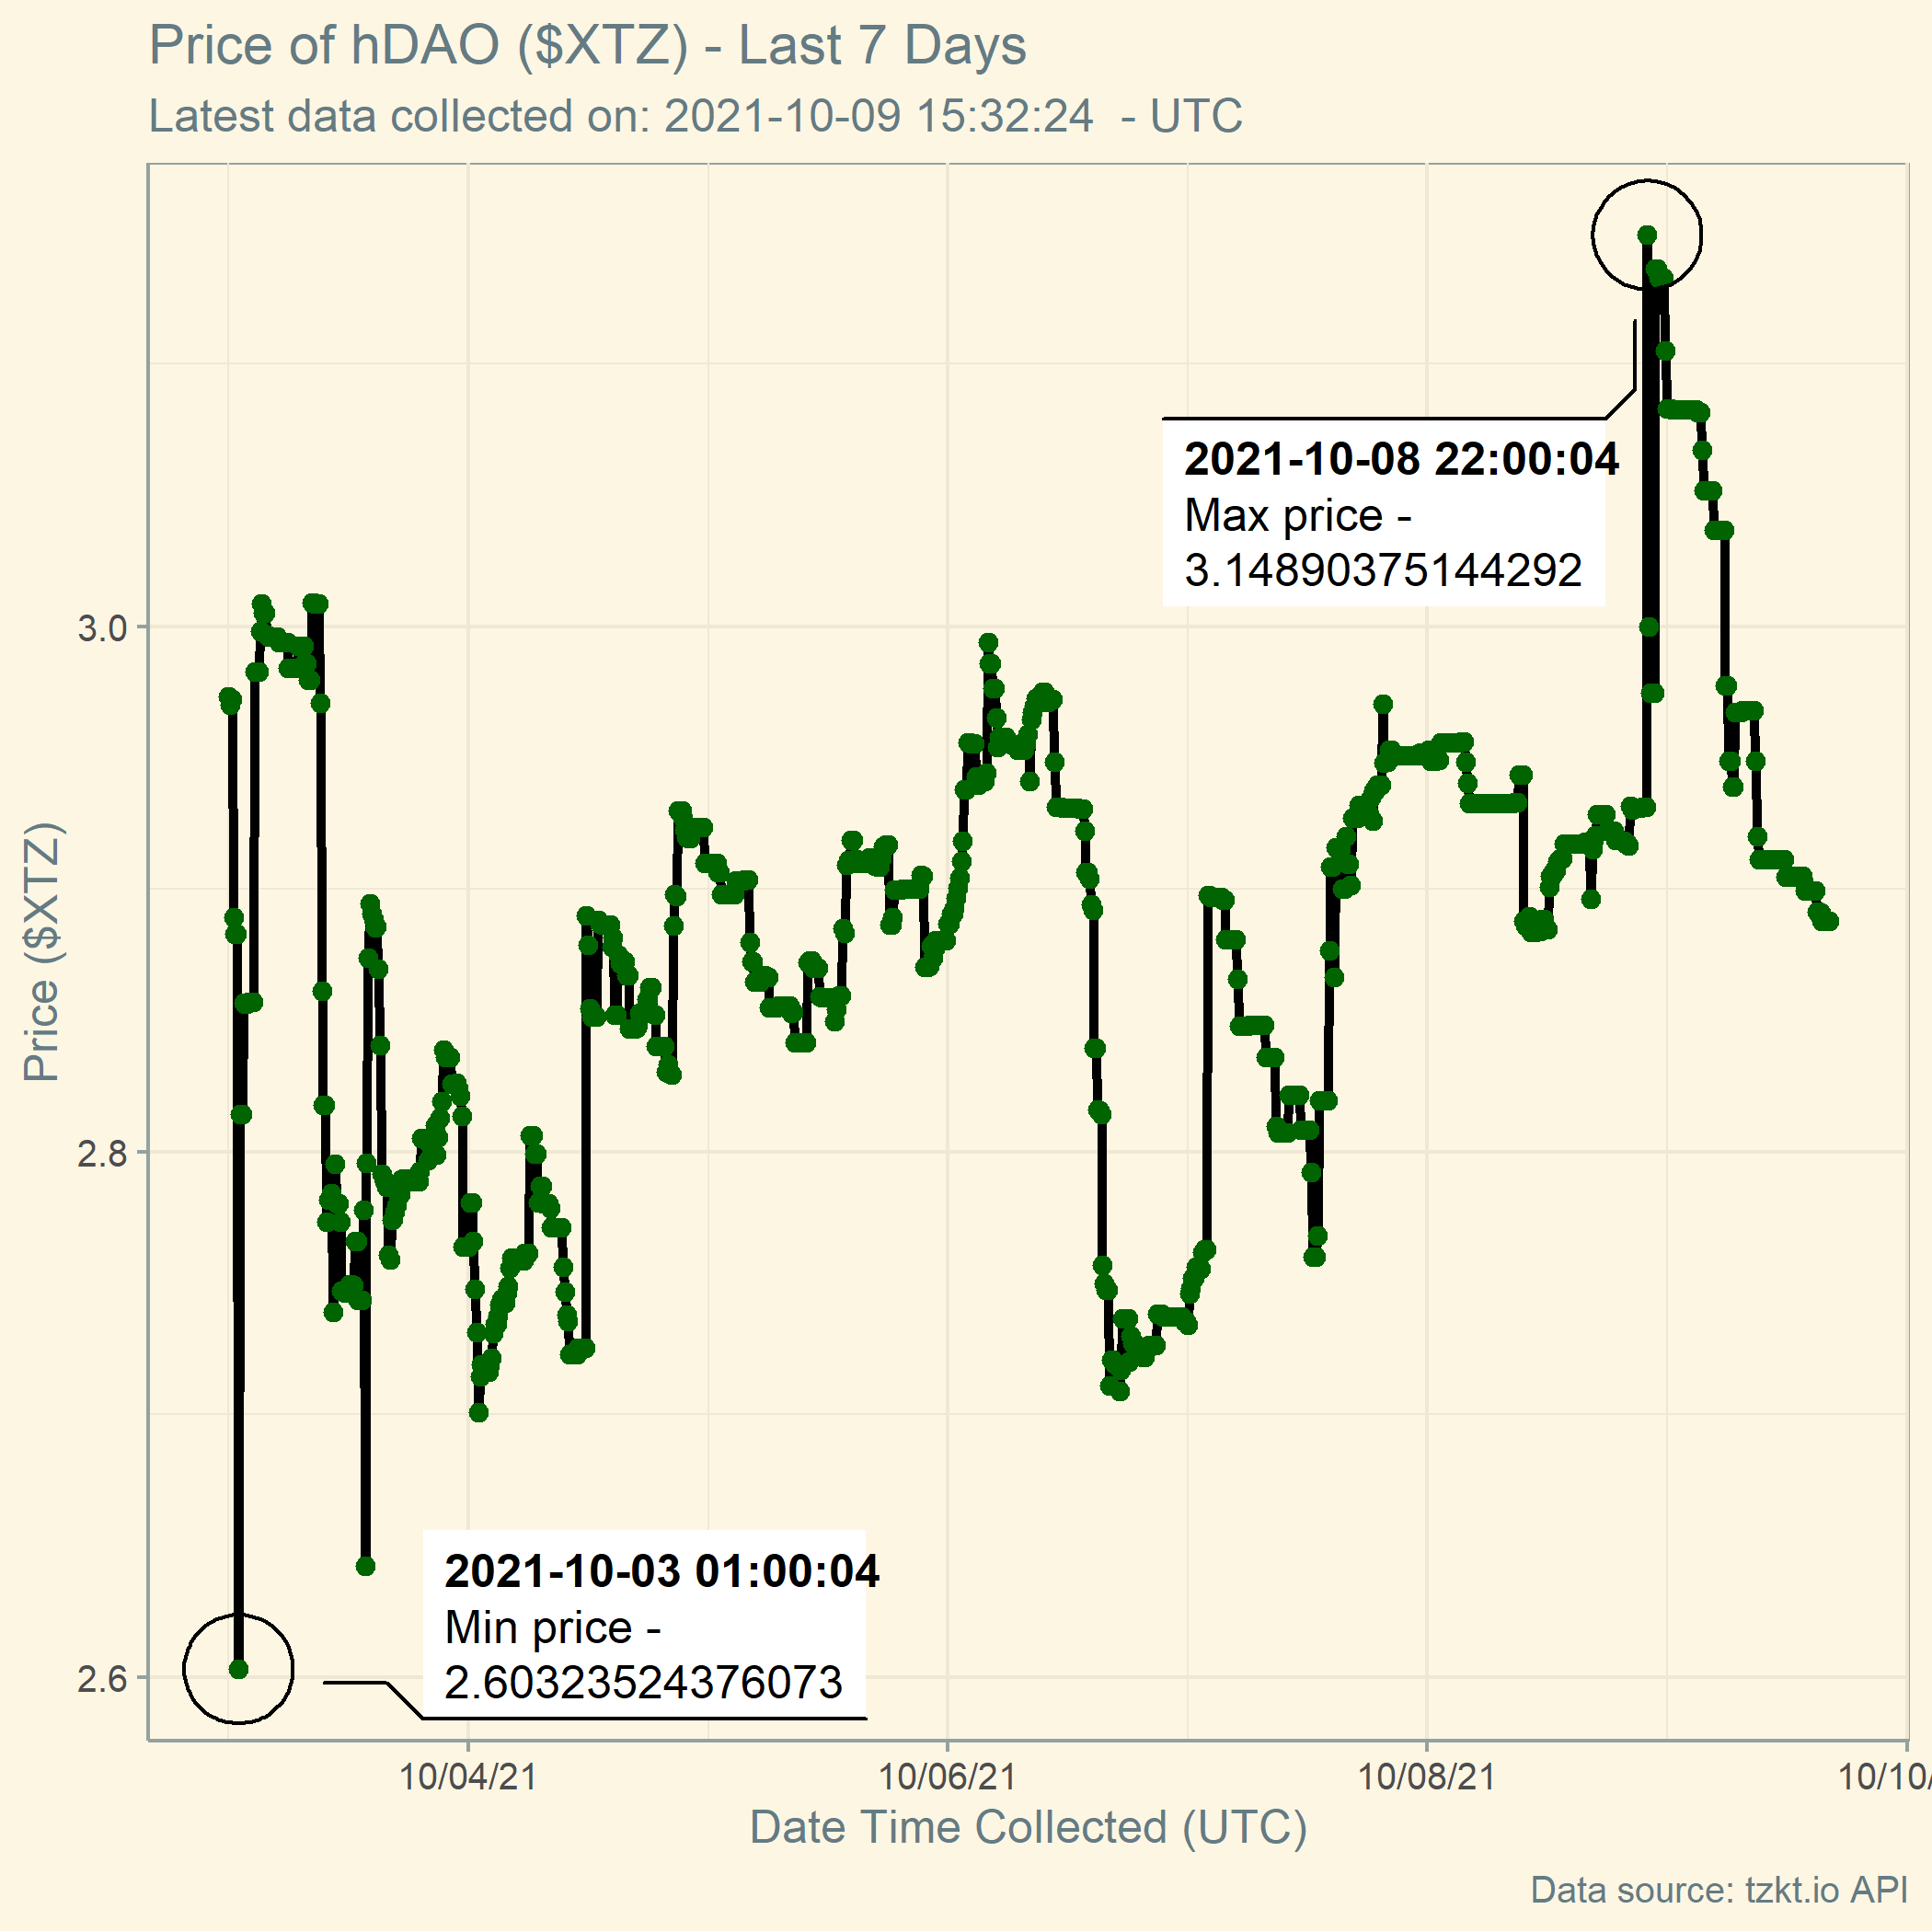 Price of hDAO ($XTZ) - Last 7 Days
Latest data collected on: 2021-10-09 15:32:24  - UTC
2021-10-08 22:00:04
Max price -
3.14890375144292
3.0
2.8
2.6
Price ($XTZ)
2021-10-03 01:00:04
Min price -
2.60323524376073
10/04/21
10/06/21
10/08/21
10/10/
Date Time Collected (UTC)
Data source: tzkt.io API